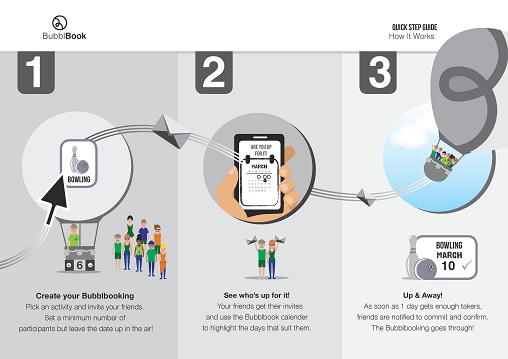 BubblBook
QUICK STEP GUIDE
How It Works
1
2
3
BOWLING
6
ARE YOU UP
FOR IT!
MARCH
BOWLING
MARCH
10
Create your Bubblbooking
Pick an activity and invite your friends.
Set a minimum number of
participants but leave the date up in the air!
See who's up for it!
Your friends get their invites
and use the Bubblbook calender
to highlight the days that suit them.
Up & Away!
As soon as 1 day gets enough takers,
friends are notified to commit and confirm.
The Bubblbooking goes through!